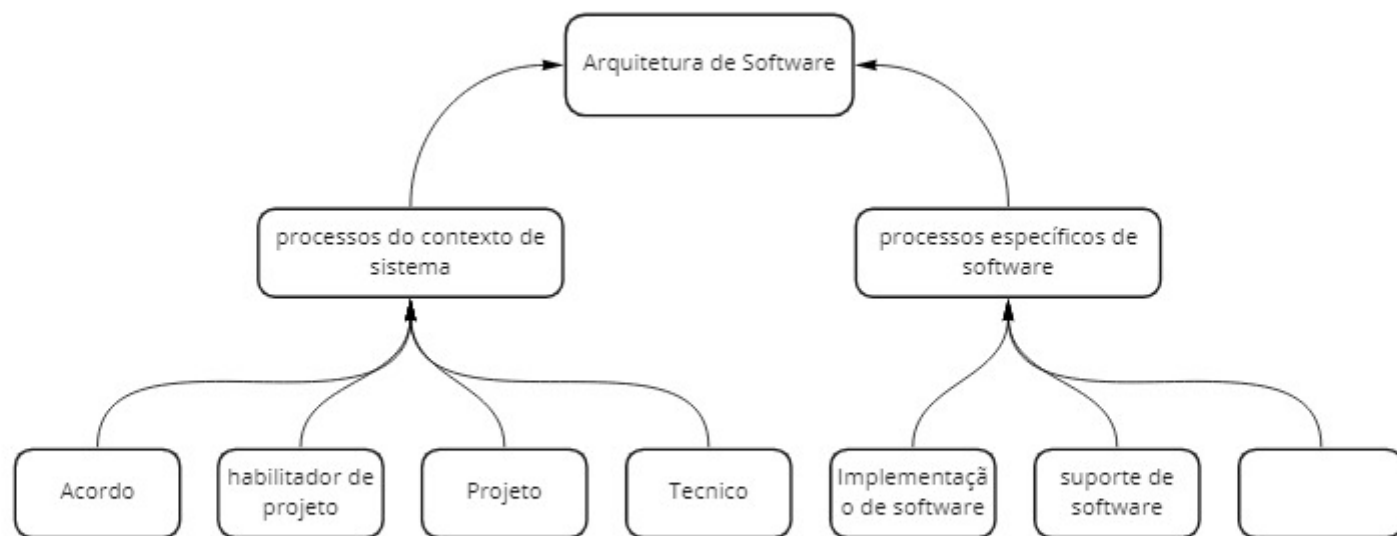 Arquitetura de Software
processos do contexto de
sistema
processos específicos de
software
Acordo
habilitador de
projeto
Projeto
Tecnico
Implementaçã
o de software
suporte de
software